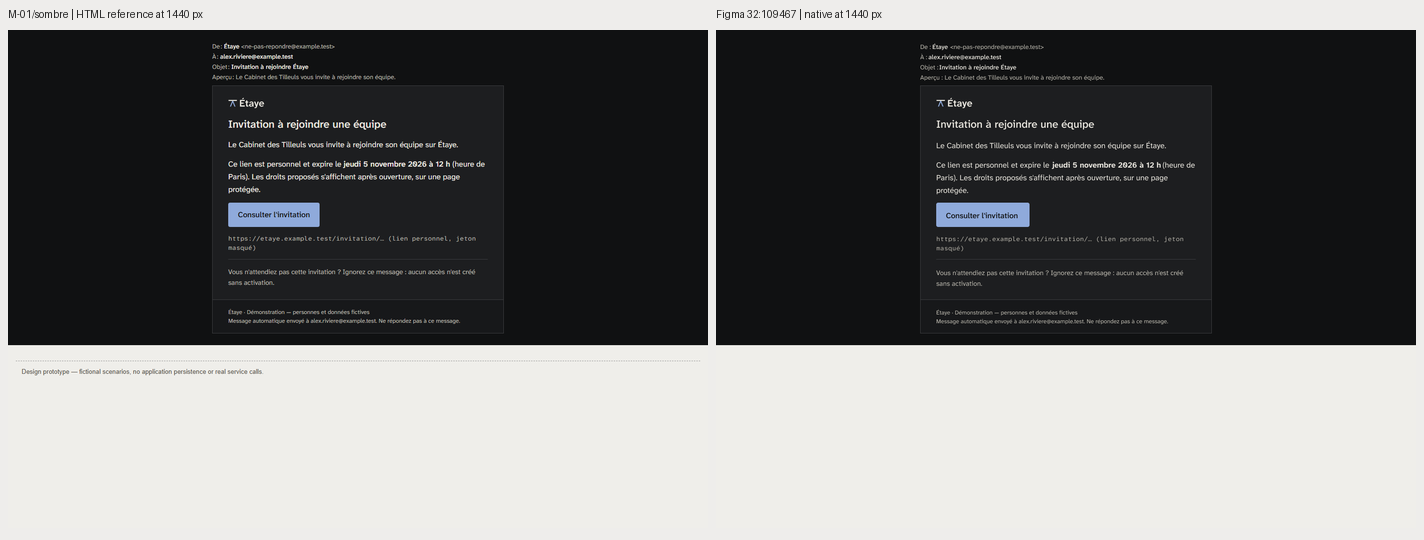 M-01/sombre | HTML reference at 1440 px
De : Étaye <ne-pas-repondre@example.test>
À : alex.riviere@example.test
Objet : Invitation à rejoindre Étaye
Aperçu : Le Cabinet des Tilleuls vous invite à rejoindre son équipe.
Étaye
Invitation à rejoindre une équipe
Le Cabinet des Tilleuls vous invite à rejoindre son équipe sur Étaye.
Ce lien est personnel et expire le jeudi 5 novembre 2026 à 12 h (heure de
Paris). Les droits proposés s'affichent après ouverture, sur une page
protégée.
Consulter l'invitation
https://etaye.example.test/invitation/… (lien personnel, jeton
masqué)
Vous n'attendiez pas cette invitation ? Ignorez ce message : aucun accès n'est créé
sans activation.
Étaye · Démonstration — personnes et données fictives
Message automatique envoyé à alex.riviere@example.test. Ne répondez pas à ce message.
Design prototype — fictional scenarios, no application persistence or real service calls.
Figma 32:109467 | native at 1440 px
De : Étaye <ne-pas-repondre@example.test>
À : alex.riviere@example.test
Objet : Invitation à rejoindre Étaye
Aperçu : Le Cabinet des Tilleuls vous invite à rejoindre son équipe.
Étaye
Invitation à rejoindre une équipe
Le Cabinet des Tilleuls vous invite à rejoindre son équipe sur Étaye.
Ce lien est personnel et expire le jeudi 5 novembre 2026 à 12 h (heure de
Paris). Les droits proposés s'affichent après ouverture, sur une page
protégée.
Consulter l'invitation
https://etaye.example.test/invitation/… (lien personnel, jeton
masqué)
Vous n'attendiez pas cette invitation ? Ignorez ce message : aucun accès n'est créé
sans activation.
Étaye · Démonstration — personnes et données fictives
Message automatique envoyé à alex.riviere@example.test. Ne répondez pas à ce message.